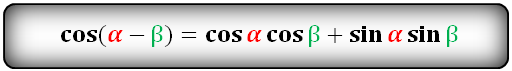 cos(α − β) = cos α cos β + sin α sin β